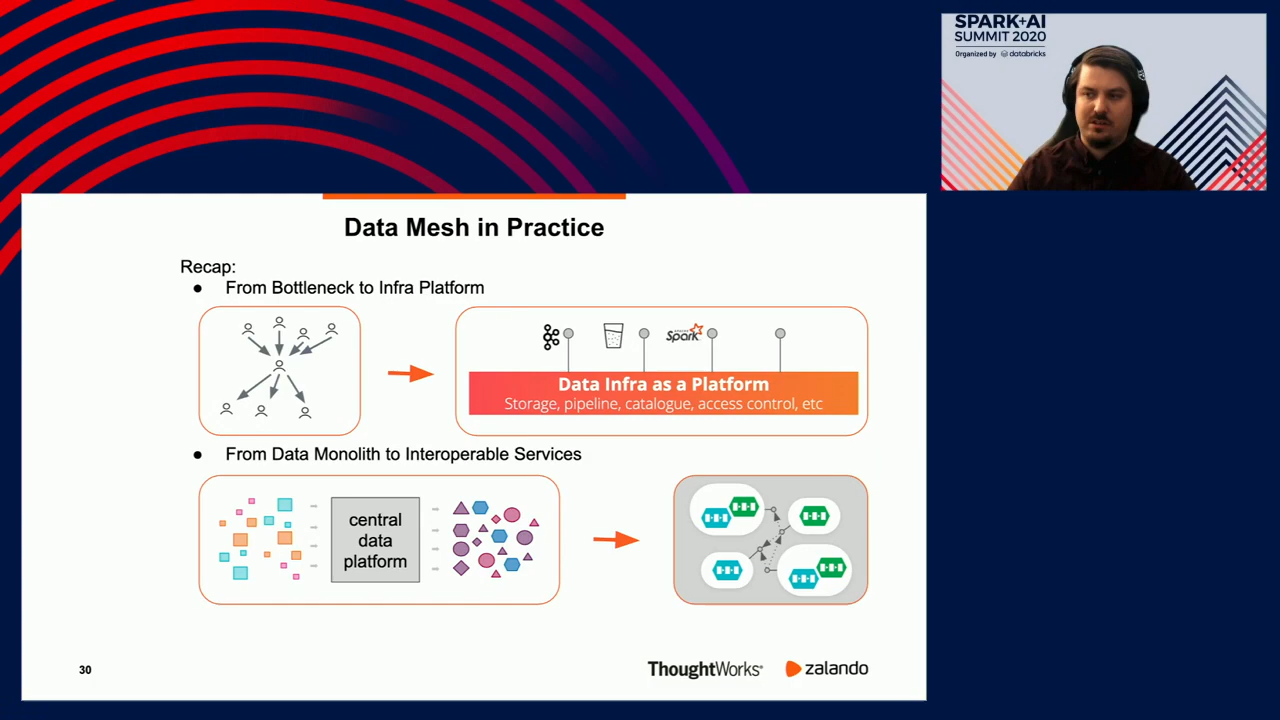 SPARK+AI
SUMMIT 2020
Organized by databricks
Data Mesh in Practice
Recap:
● From Bottleneck to Infra Platform
APACHE
Spark
Data Infra as a Platform
Storage, pipeline, catalogue, access control, etc
● From Data Monolith to Interoperable Services
central
data
platform
30
ThoughtWorks®
zalando